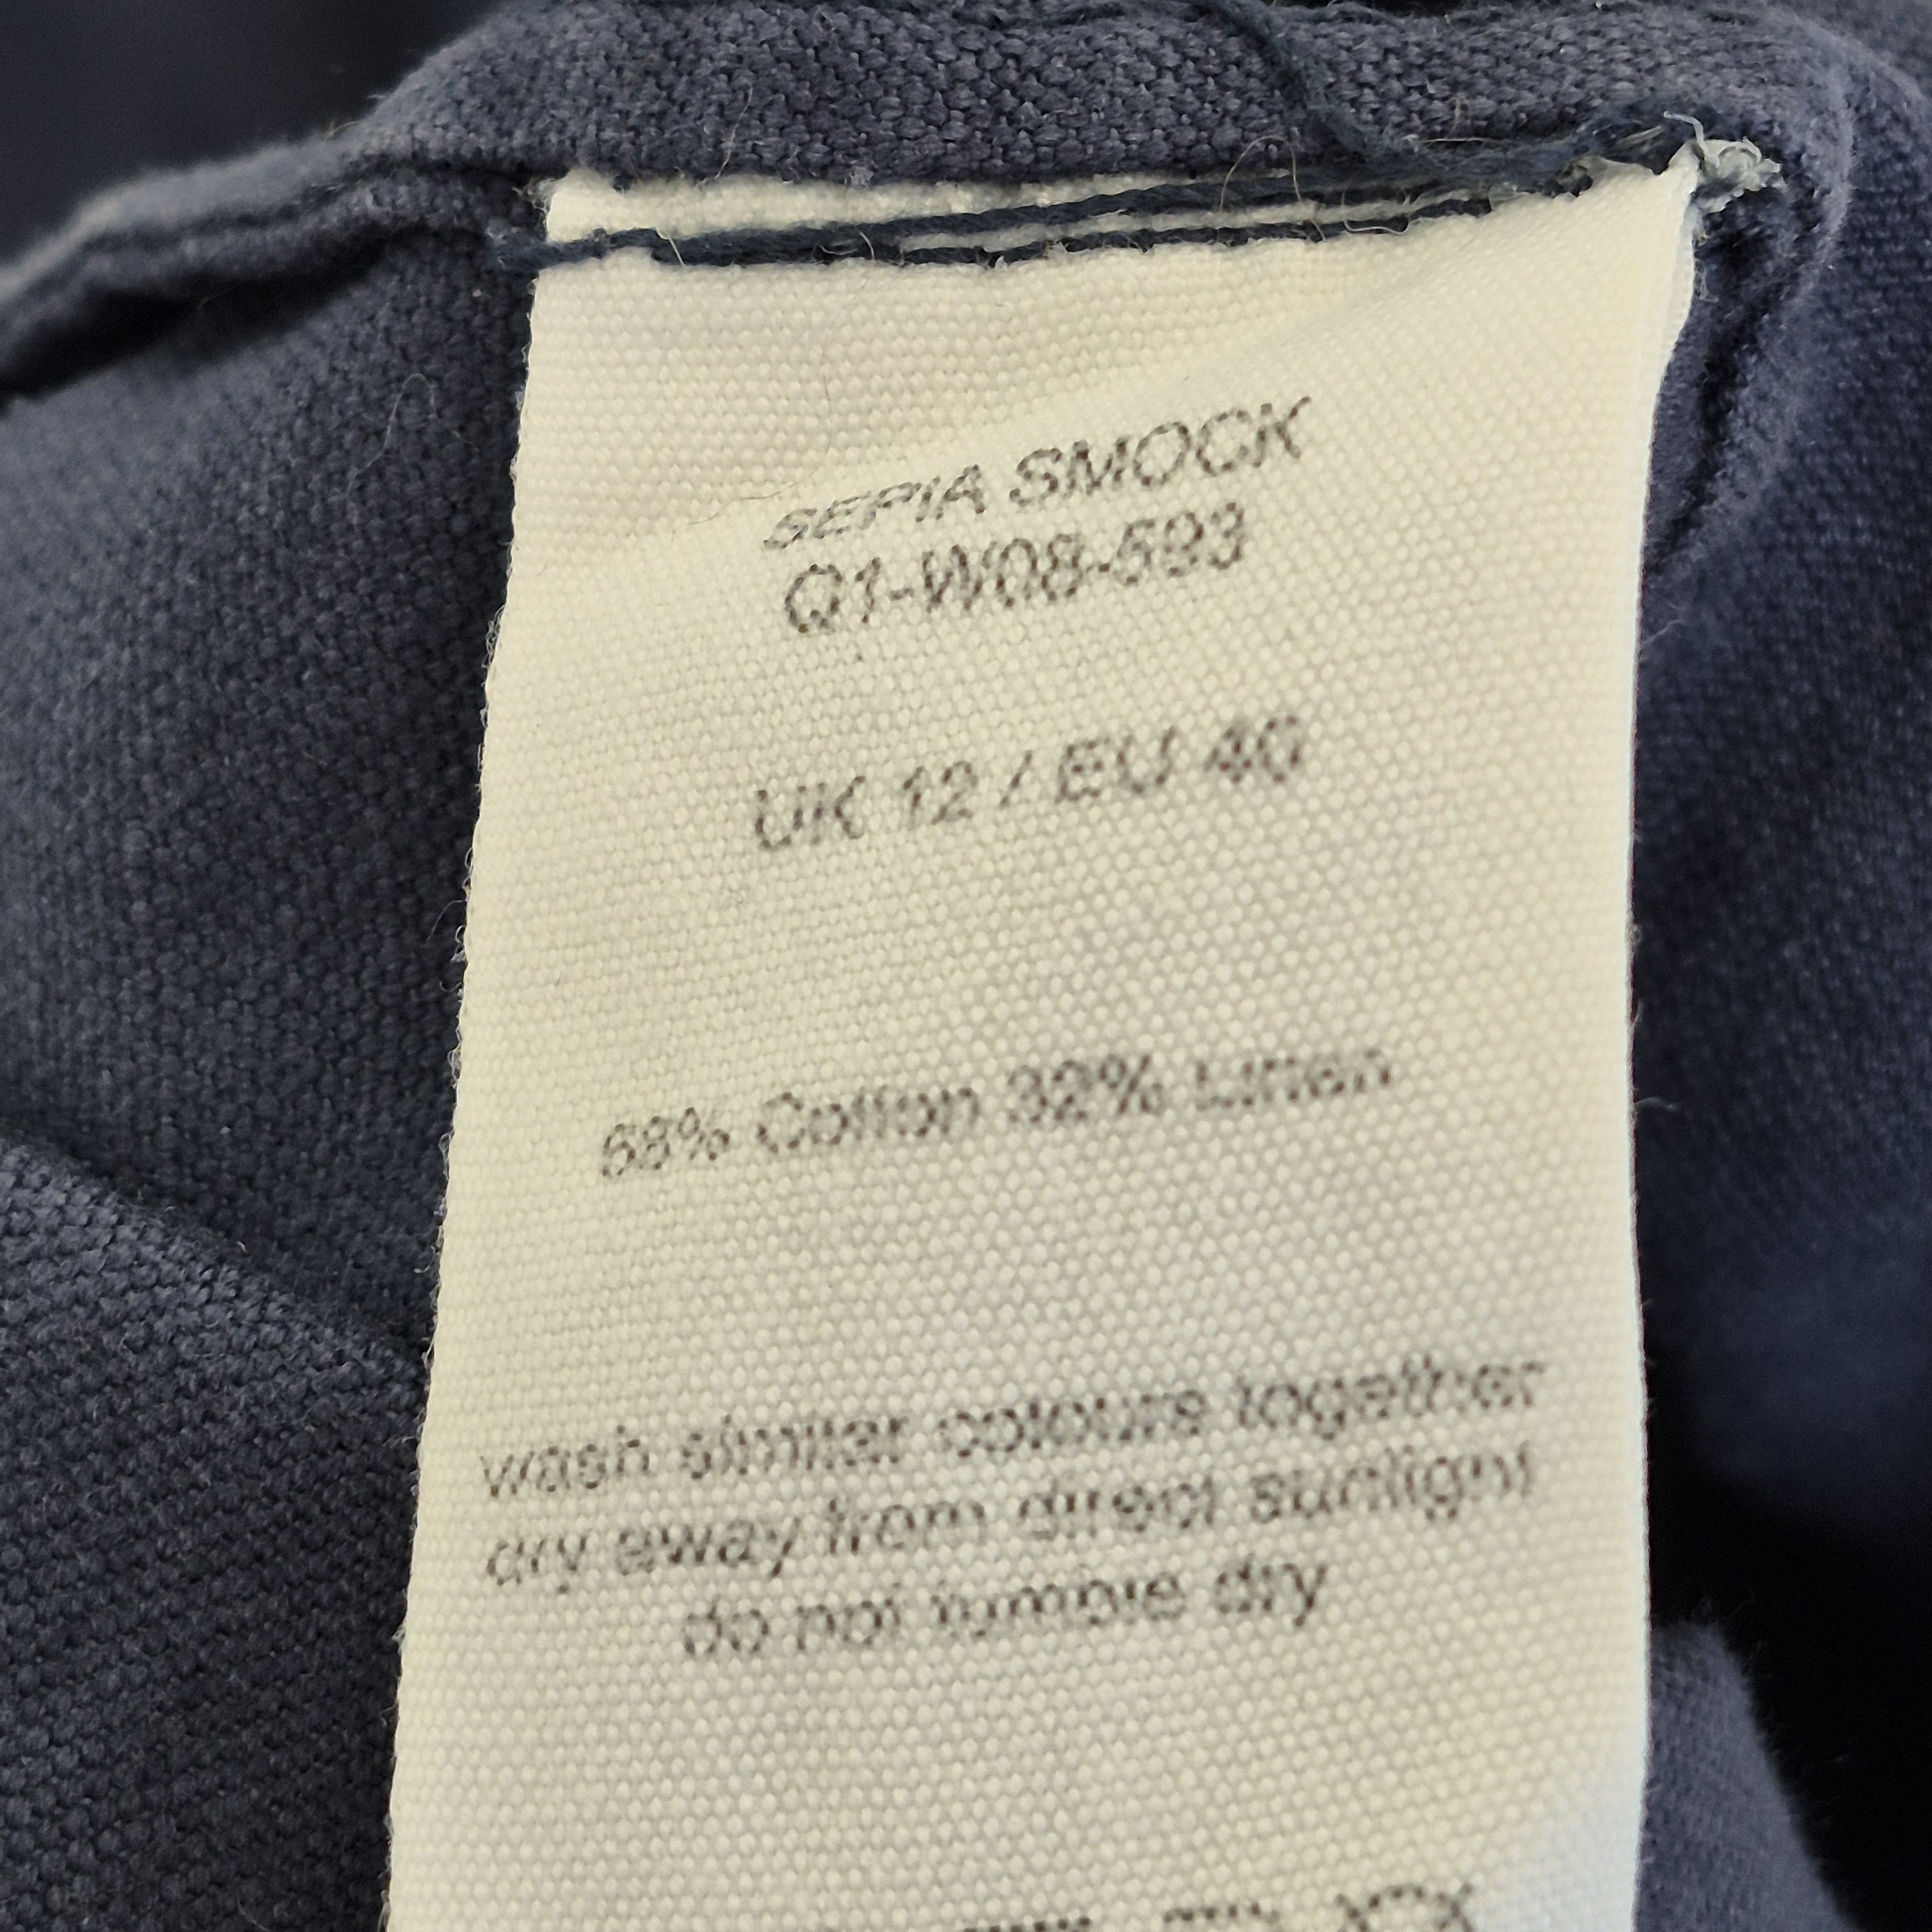 SEPIA SMOCK
Q1-W08-593
UK 12 / EU 40
68% Cotton 32% Linen
wash similar colours together
dry away from direct sunlight
do not tumble dry